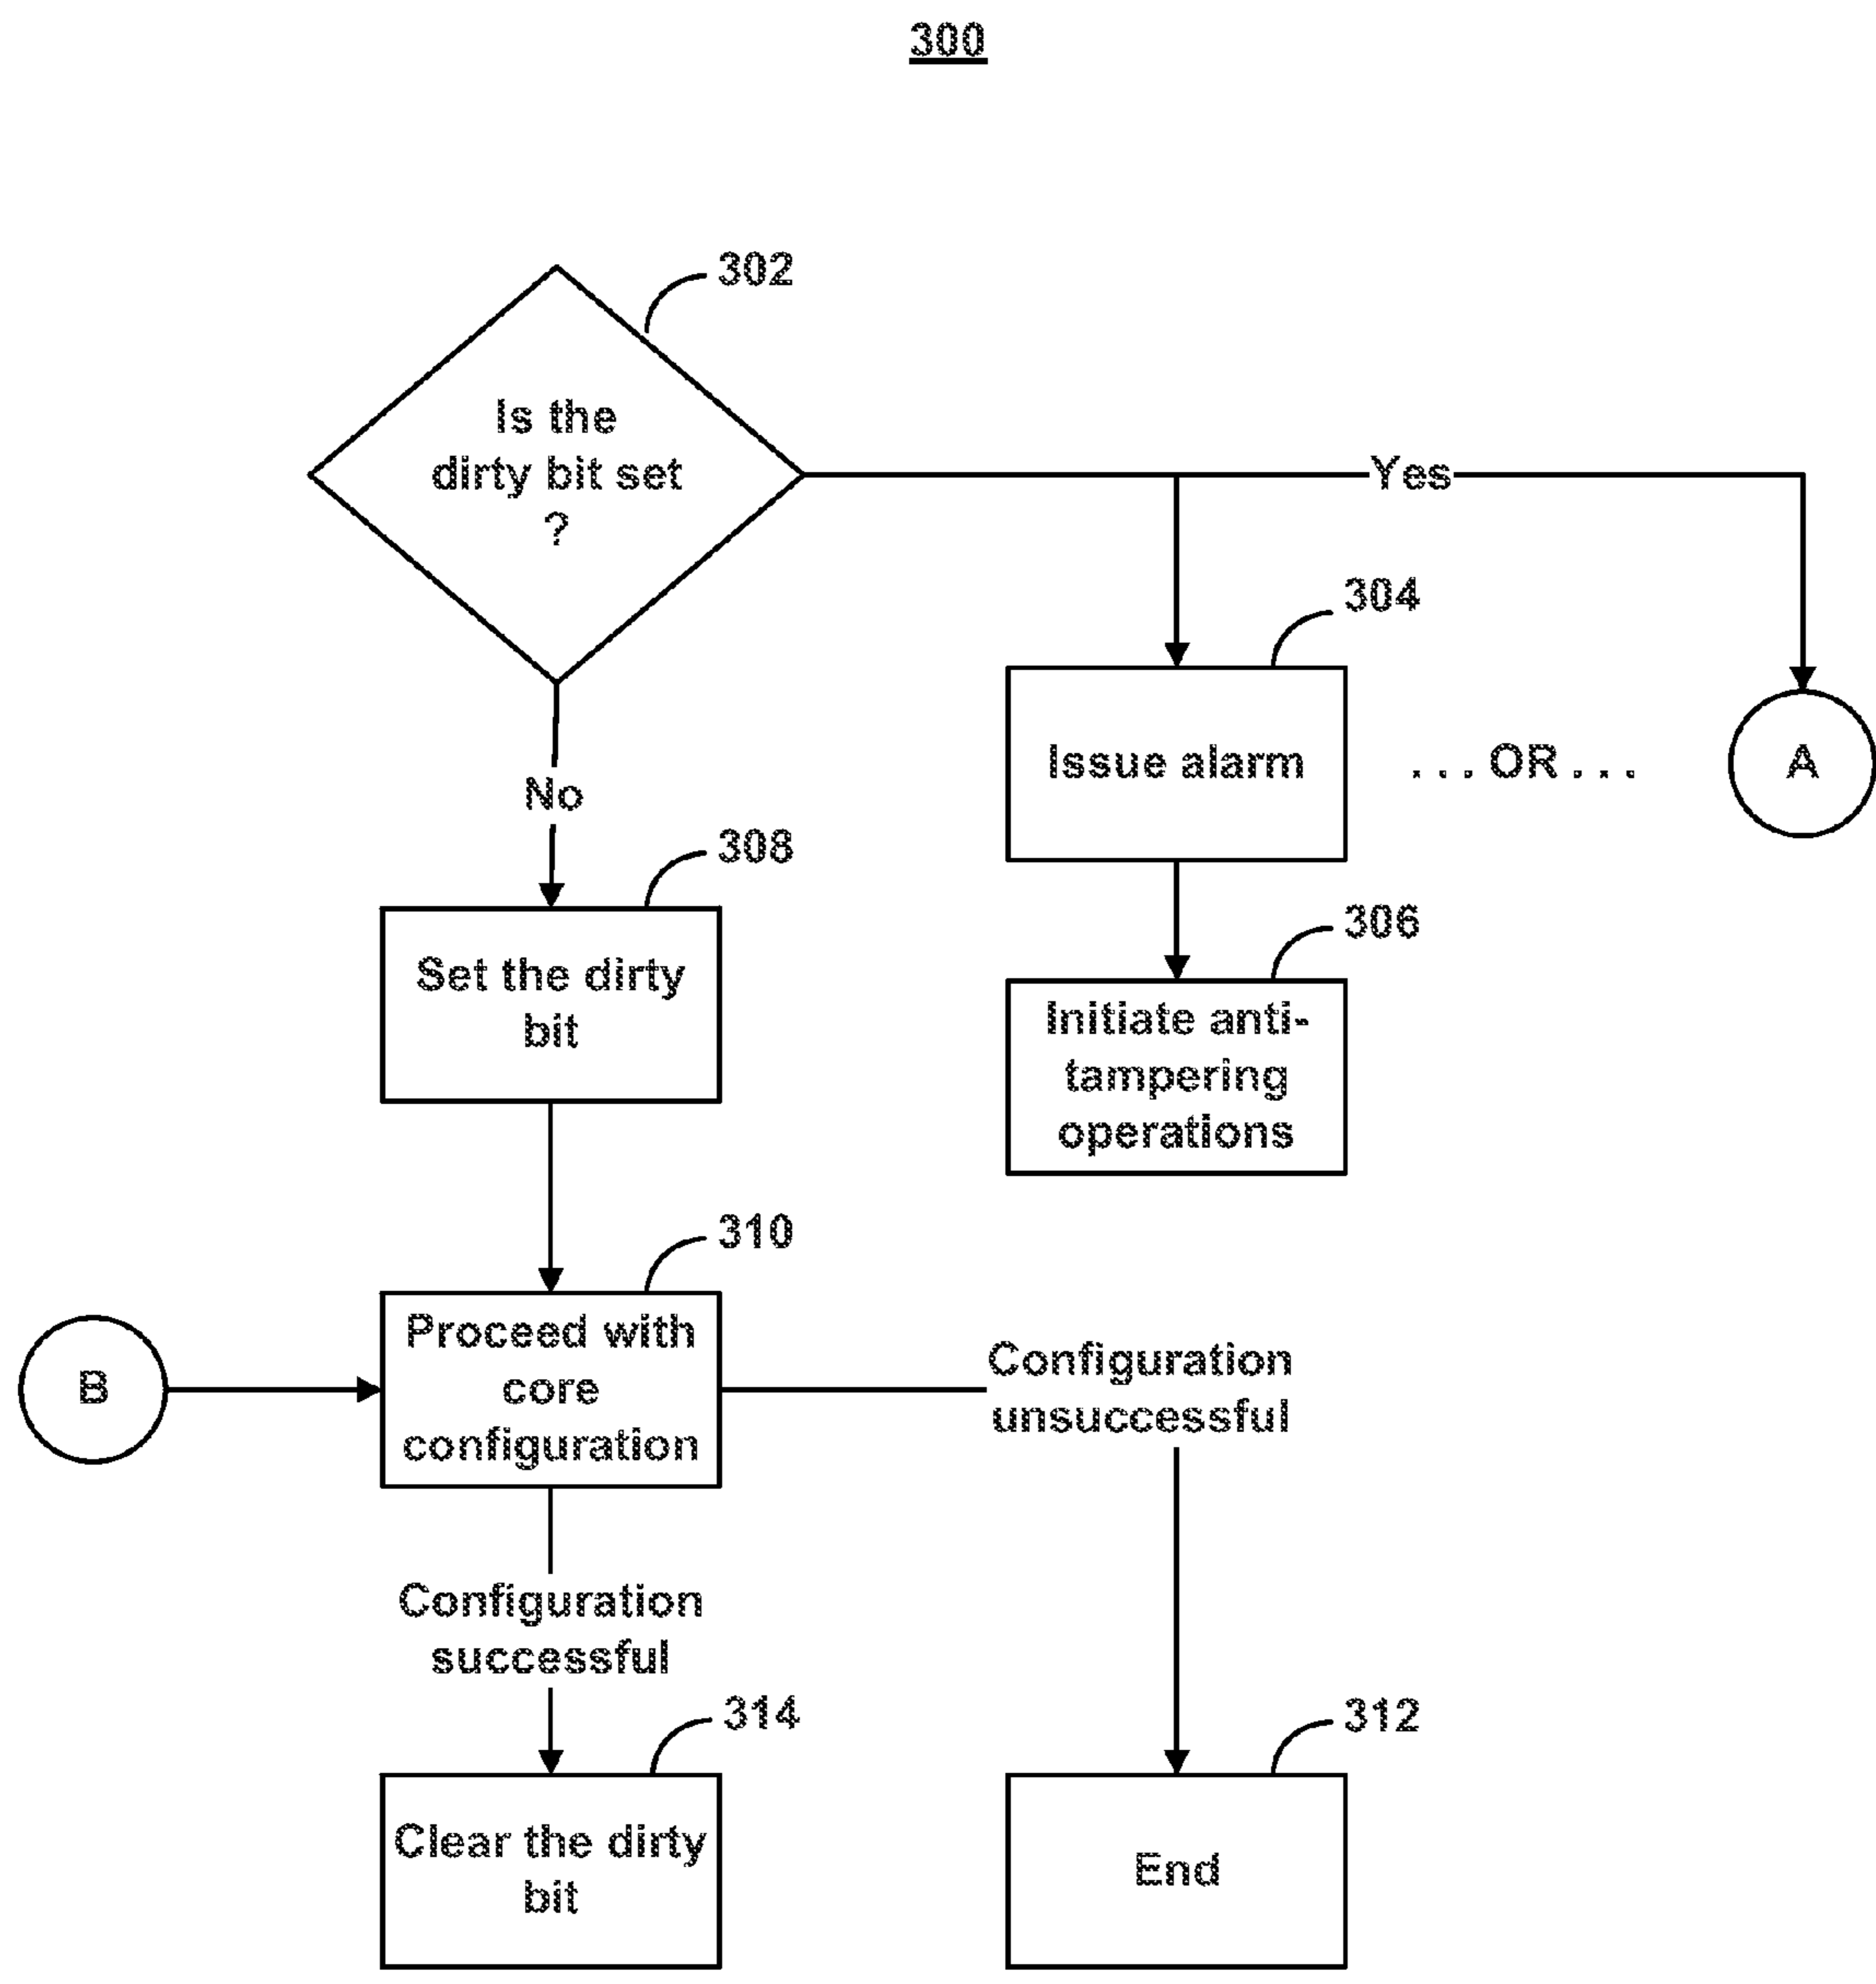 300
302
Is the
dirty bit set
?
Yes
304
Issue alarm
. . . OR . . .
A
No
308
Set the dirty
bit
306
Initiate anti-
tampering
operations
310
B
Proceed with
core
configuration
Configuration
unsuccessful
Configuration
successful
314
Clear the dirty
bit
312
End